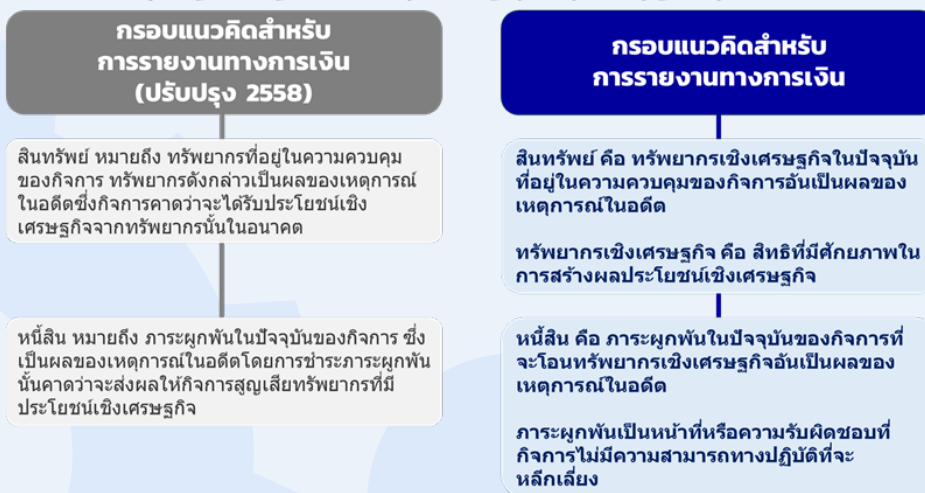 กรอบแนวคิดสำหรับ
การรายงานทางการเงิน
(ปรับปรุง 2558)
สินทรัพย์ หมายถึง ทรัพยากรที่อยู่ในความควบคุม
ของกิจการ ทรัพยากรดังกล่าวเป็นผลของเหตุการณ์
ในอดีตซึ่งกิจการคาดว่าจะได้รับประโยชน์เชิง
เศรษฐกิจจากทรัพยากรนั้นในอนาคต
หนี้สิน หมายถึง ภาระผูกพันในปัจจุบันของกิจการ ซึ่ง
เป็นผลของเหตุการณ์ในอดีตโดยการชำระภาระผูกพัน
นั้นคาดว่าจะส่งผลให้กิจการสูญเสียทรัพยากรที่มี
ประโยชน์เชิงเศรษฐกิจ
กรอบแนวคิดสำหรับ
การรายงานทางการเงิน
สินทรัพย์ คือ ทรัพยากรเชิงเศรษฐกิจในปัจจุบัน
ที่อยู่ในความควบคุมของกิจการอันเป็นผลของ
เหตุการณ์ในอดีต
ทรัพยากรเชิงเศรษฐกิจ คือ สิทธิที่มีศักยภาพใน
การสร้างผลประโยชน์เชิงเศรษฐกิจ
หนี้สิน คือ ภาระผูกพันในปัจจุบันของกิจการที่
จะโอนทรัพยากรเชิงเศรษฐกิจอันเป็นผลของ
เหตุการณ์ในอดีต
ภาระผูกพันเป็นหน้าที่หรือความรับผิดชอบที่
กิจการไม่มีความสามารถทางปฏิบัติที่จะ
หลีกเลี่ยง